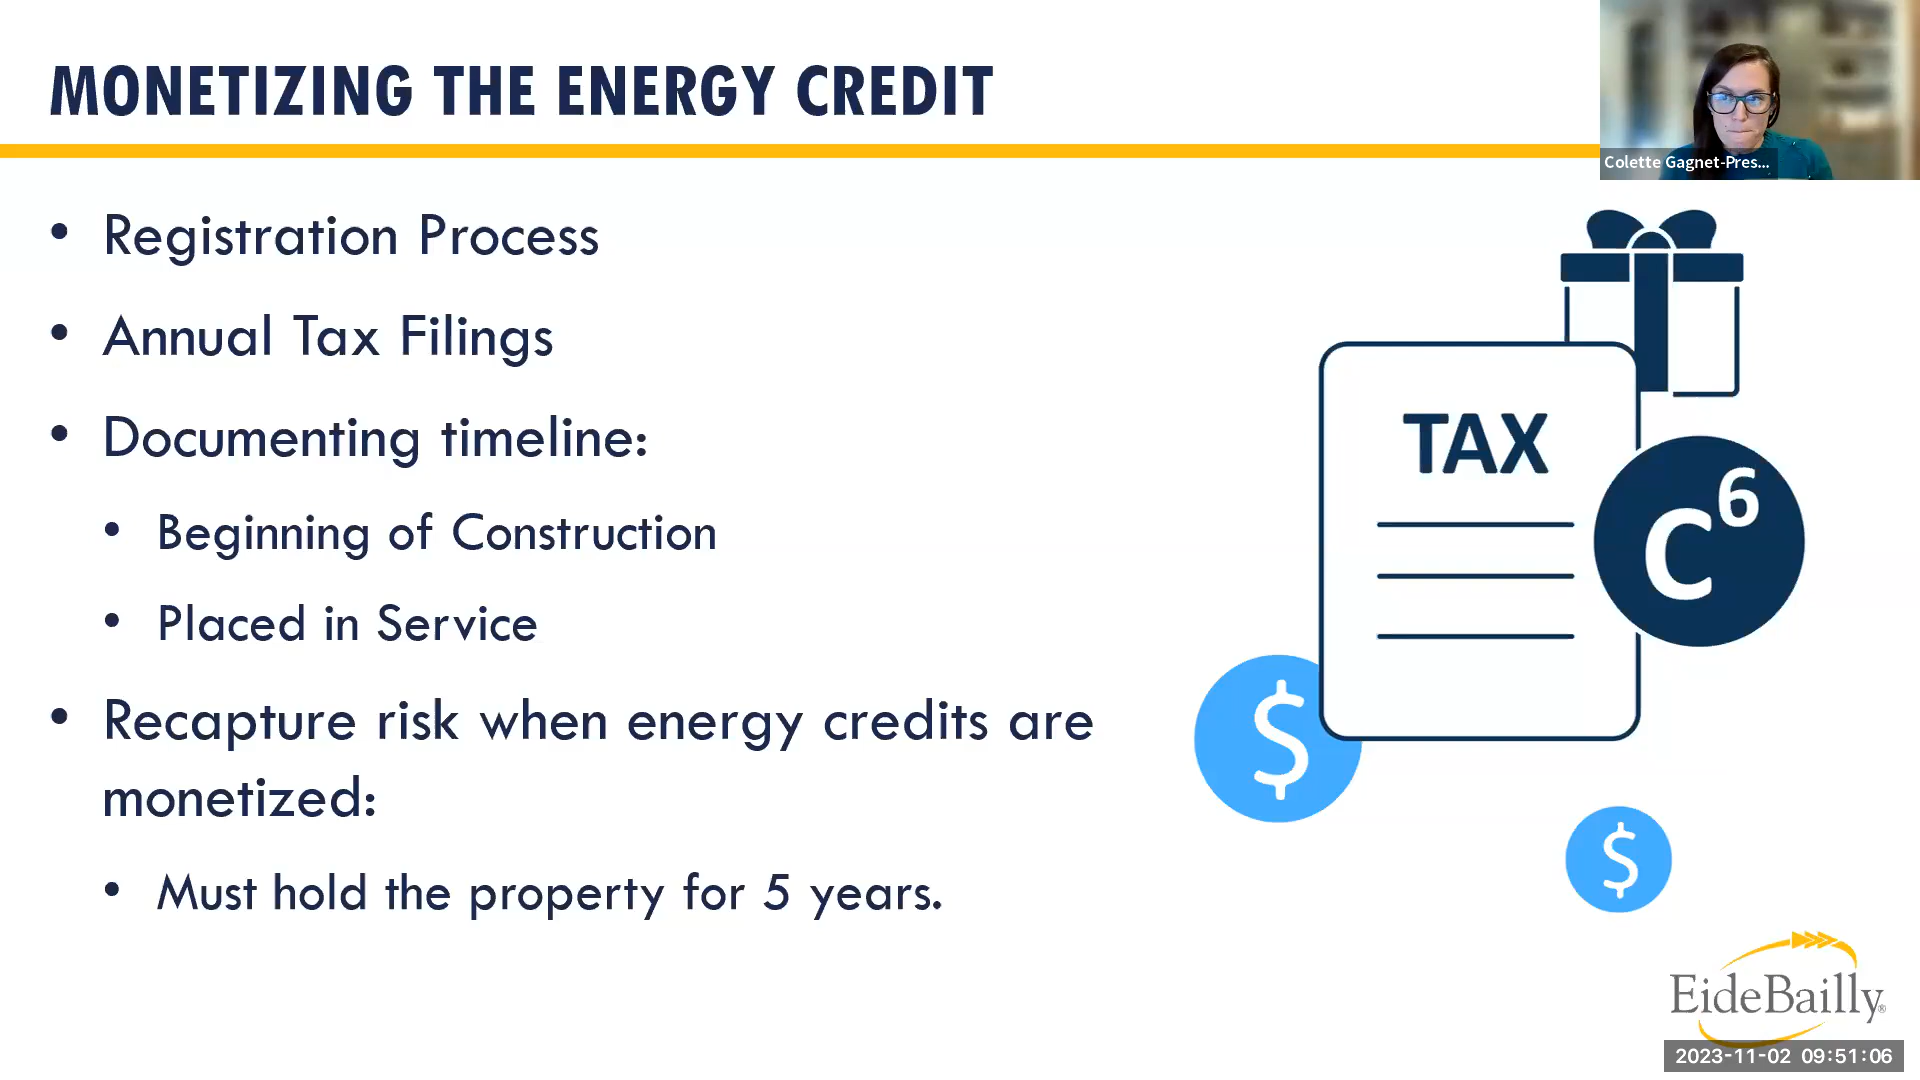 MONETIZING THE ENERGY CREDIT
Colette Gagnet-Pres...
• Registration Process
• Annual Tax Filings
• Documenting timeline:
• Beginning of Construction
• Placed in Service
• Recapture risk when energy credits are
monetized:
• Must hold the property for 5 years.
TAX
C⁶
$
$
EideBailly®
2023-11-02 09:51:06